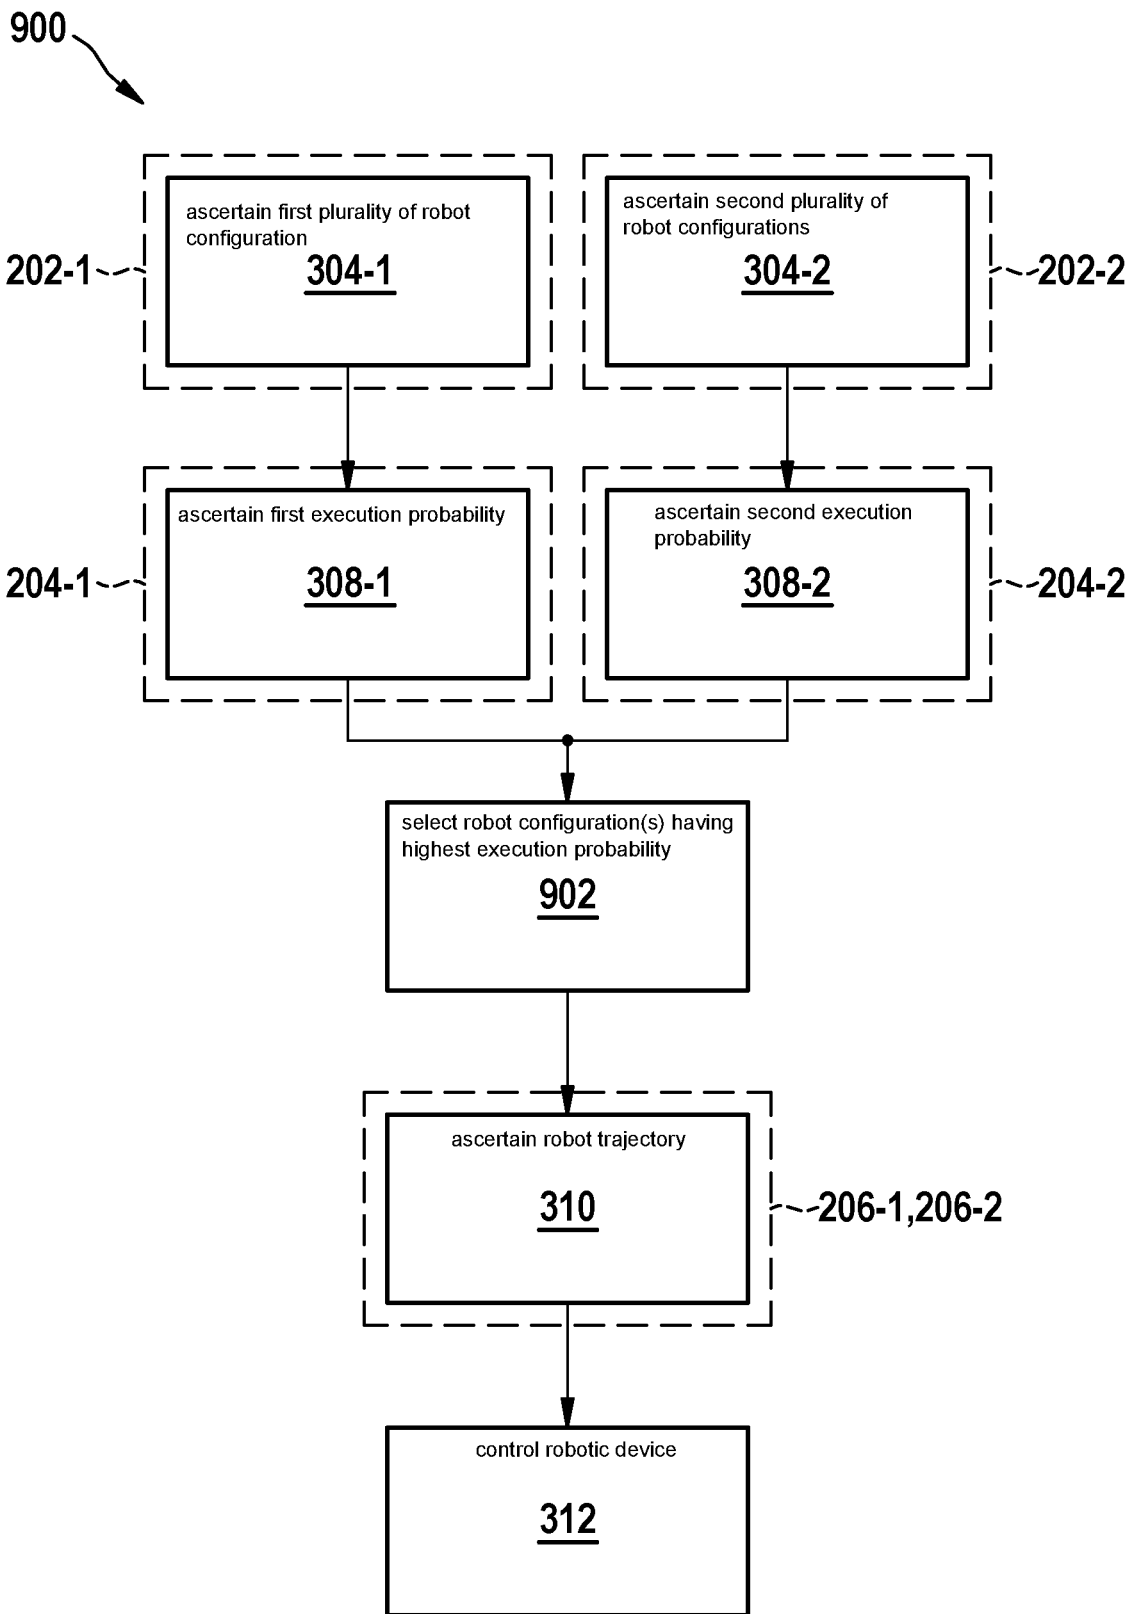 900
ascertain first plurality of robot
configuration
304-1
202-1
ascertain second plurality of
robot configurations
304-2
202-2
ascertain first execution probability
308-1
204-1
ascertain second execution
probability
308-2
204-2
select robot configuration(s) having
highest execution probability
902
ascertain robot trajectory
310
206-1,206-2
control robotic device
312